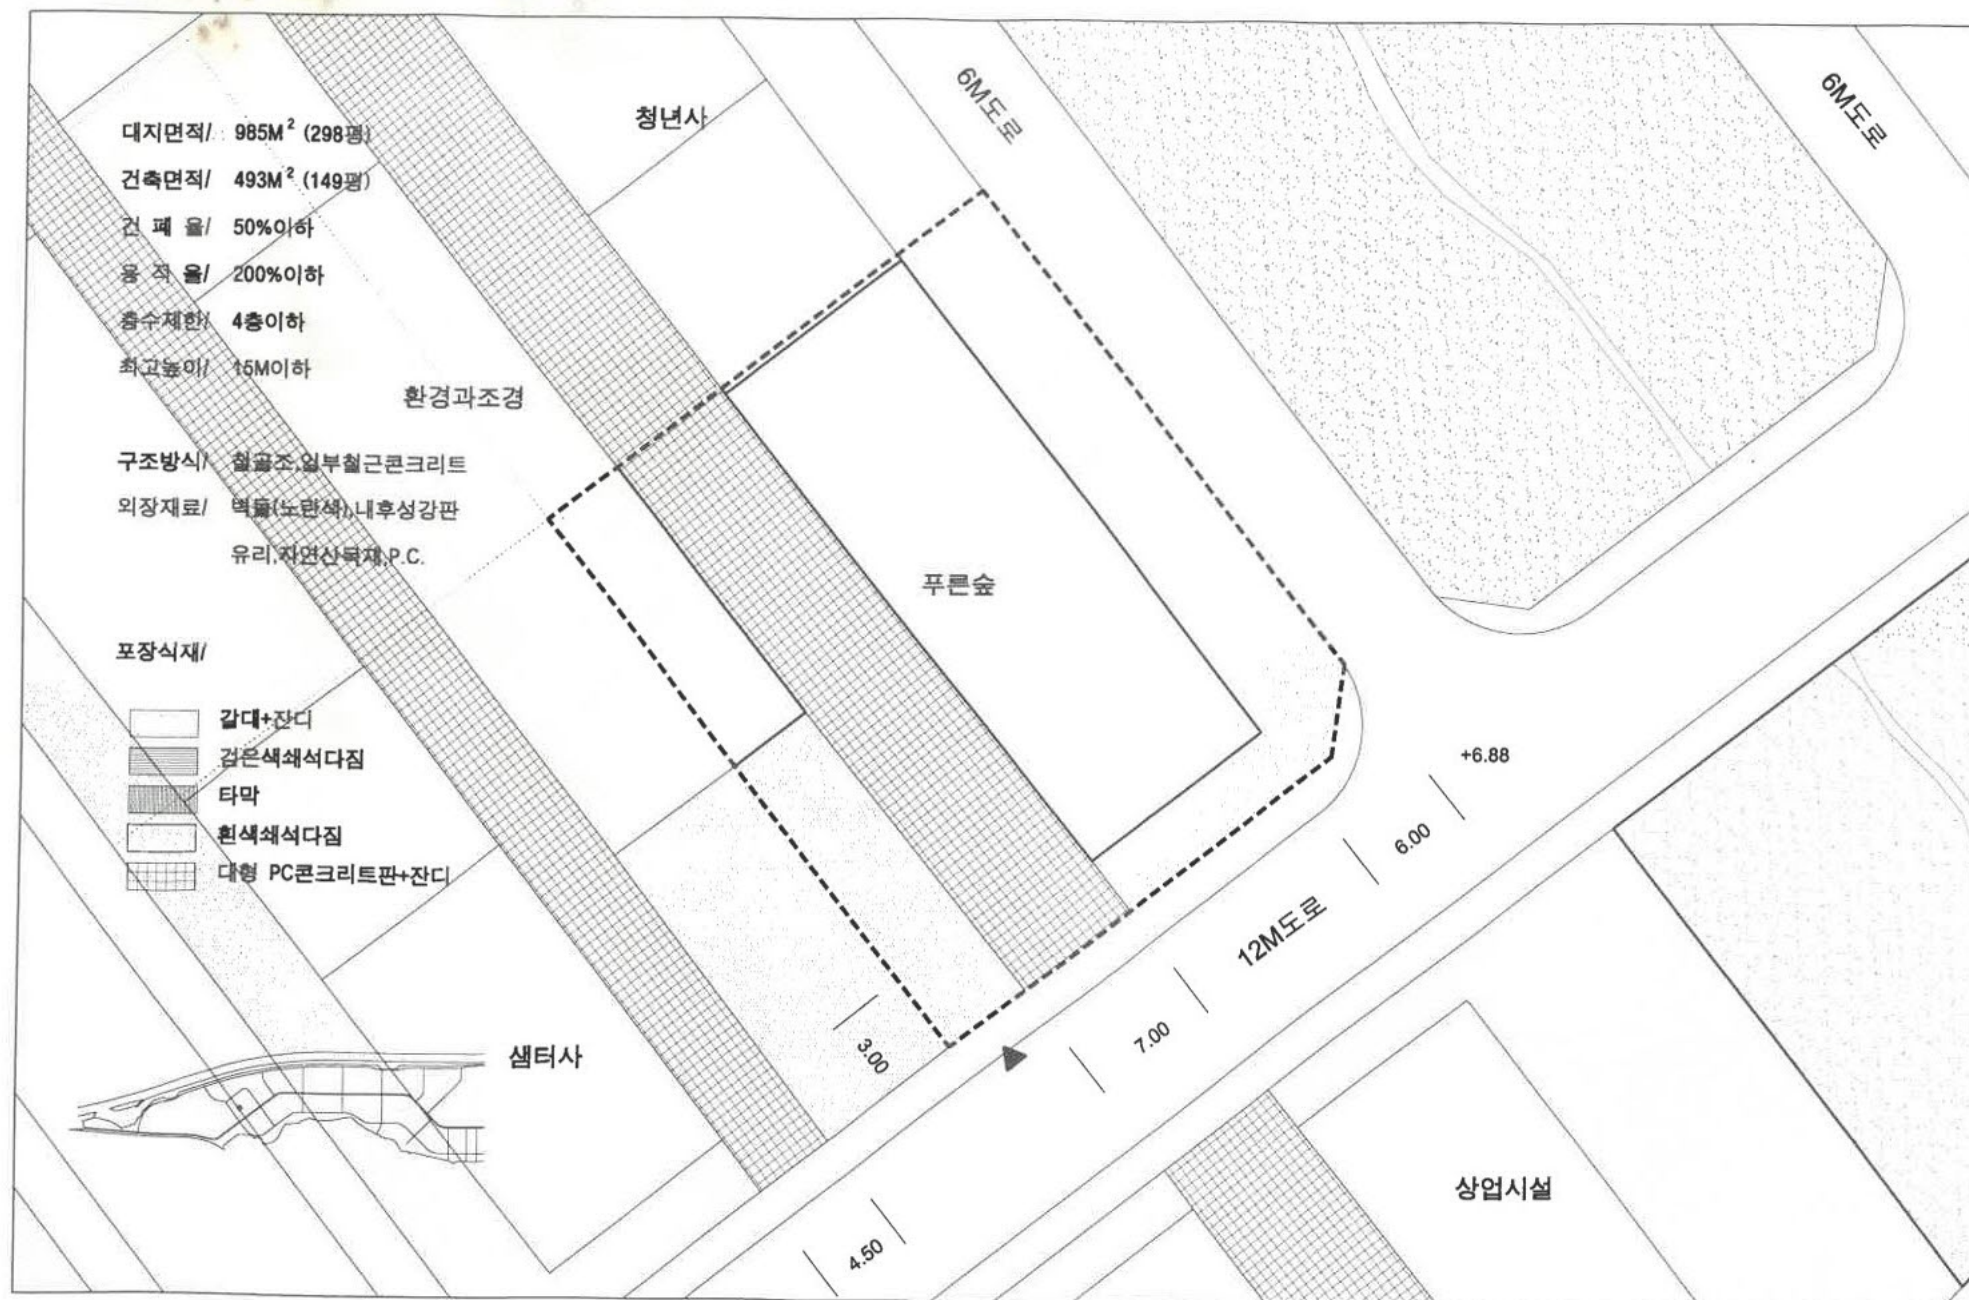 대지면적/ 985M² (298평)
건축면적/ 493M² (149평)
건 폐 율/ 50%이하
용 적 율/ 200%이하
층수제한/ 4층이하
최고높이/ 15M이하
구조방식/ 철골조,일부철근콘크리트
외장재료/ 벽돌(노란색),내후성강판
유리,자연산목재,P.C.
포장식재/
갈대+잔디
검은색쇄석다짐
타막
흰색쇄석다짐
대형 PC콘크리트판+잔디
청년사
6M도로
6M도로
환경과조경
푸른숲
+6.88
6.00
12M도로
7.00
3.00
샘터사
상업시설
4.50